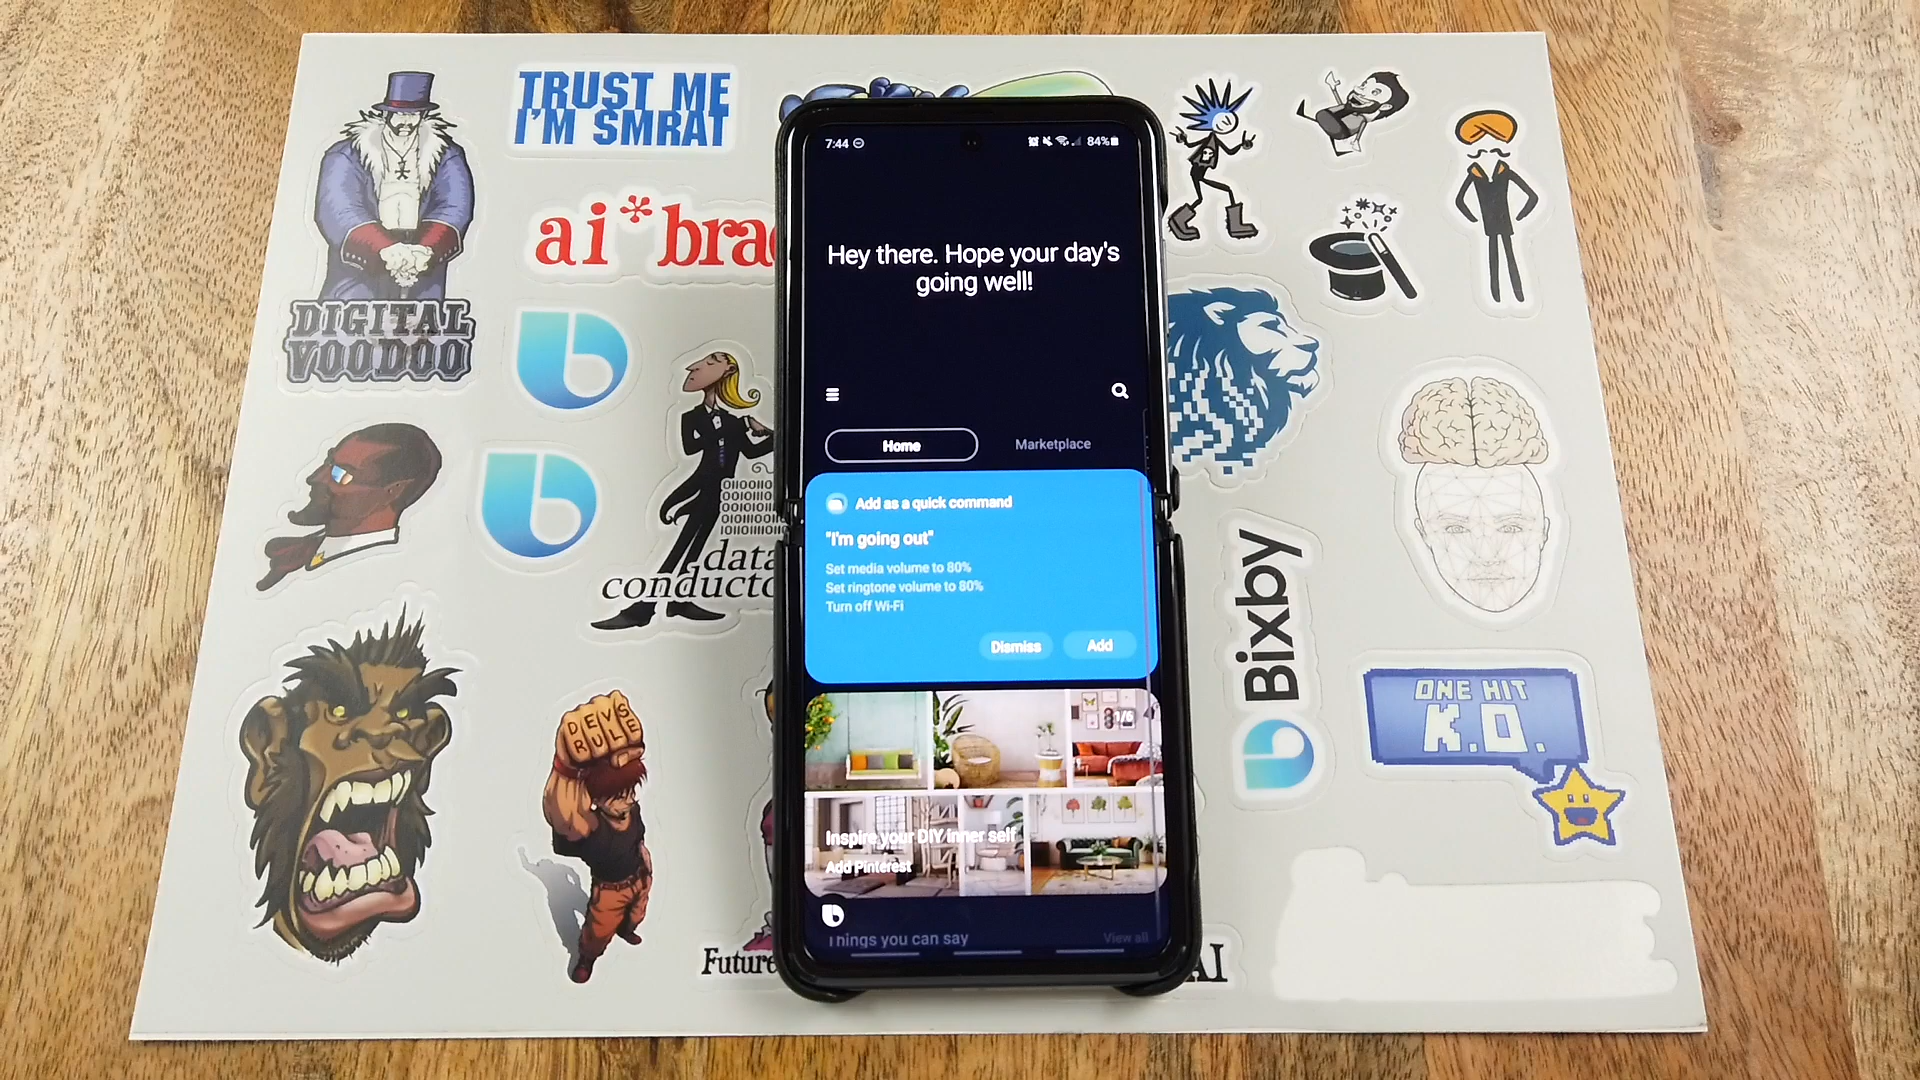 TRUST ME
I'M SMRAT
ai*bra
DIGITAL
VOODOO
data
DEVS
RULE
Future
7:44
84%
Hey there. Hope your day's
going well!
Home
Marketplace
Add as a quick command
"I'm going out"
Set media volume to 80%
Set ringtone volume to 80%
Turn off Wi-Fi
Dismiss
Add
1/6
Inspire your DIY inner self
Add Pinterest
Things you can say
View all
Bixby
ONE HIT
K.O.
AI